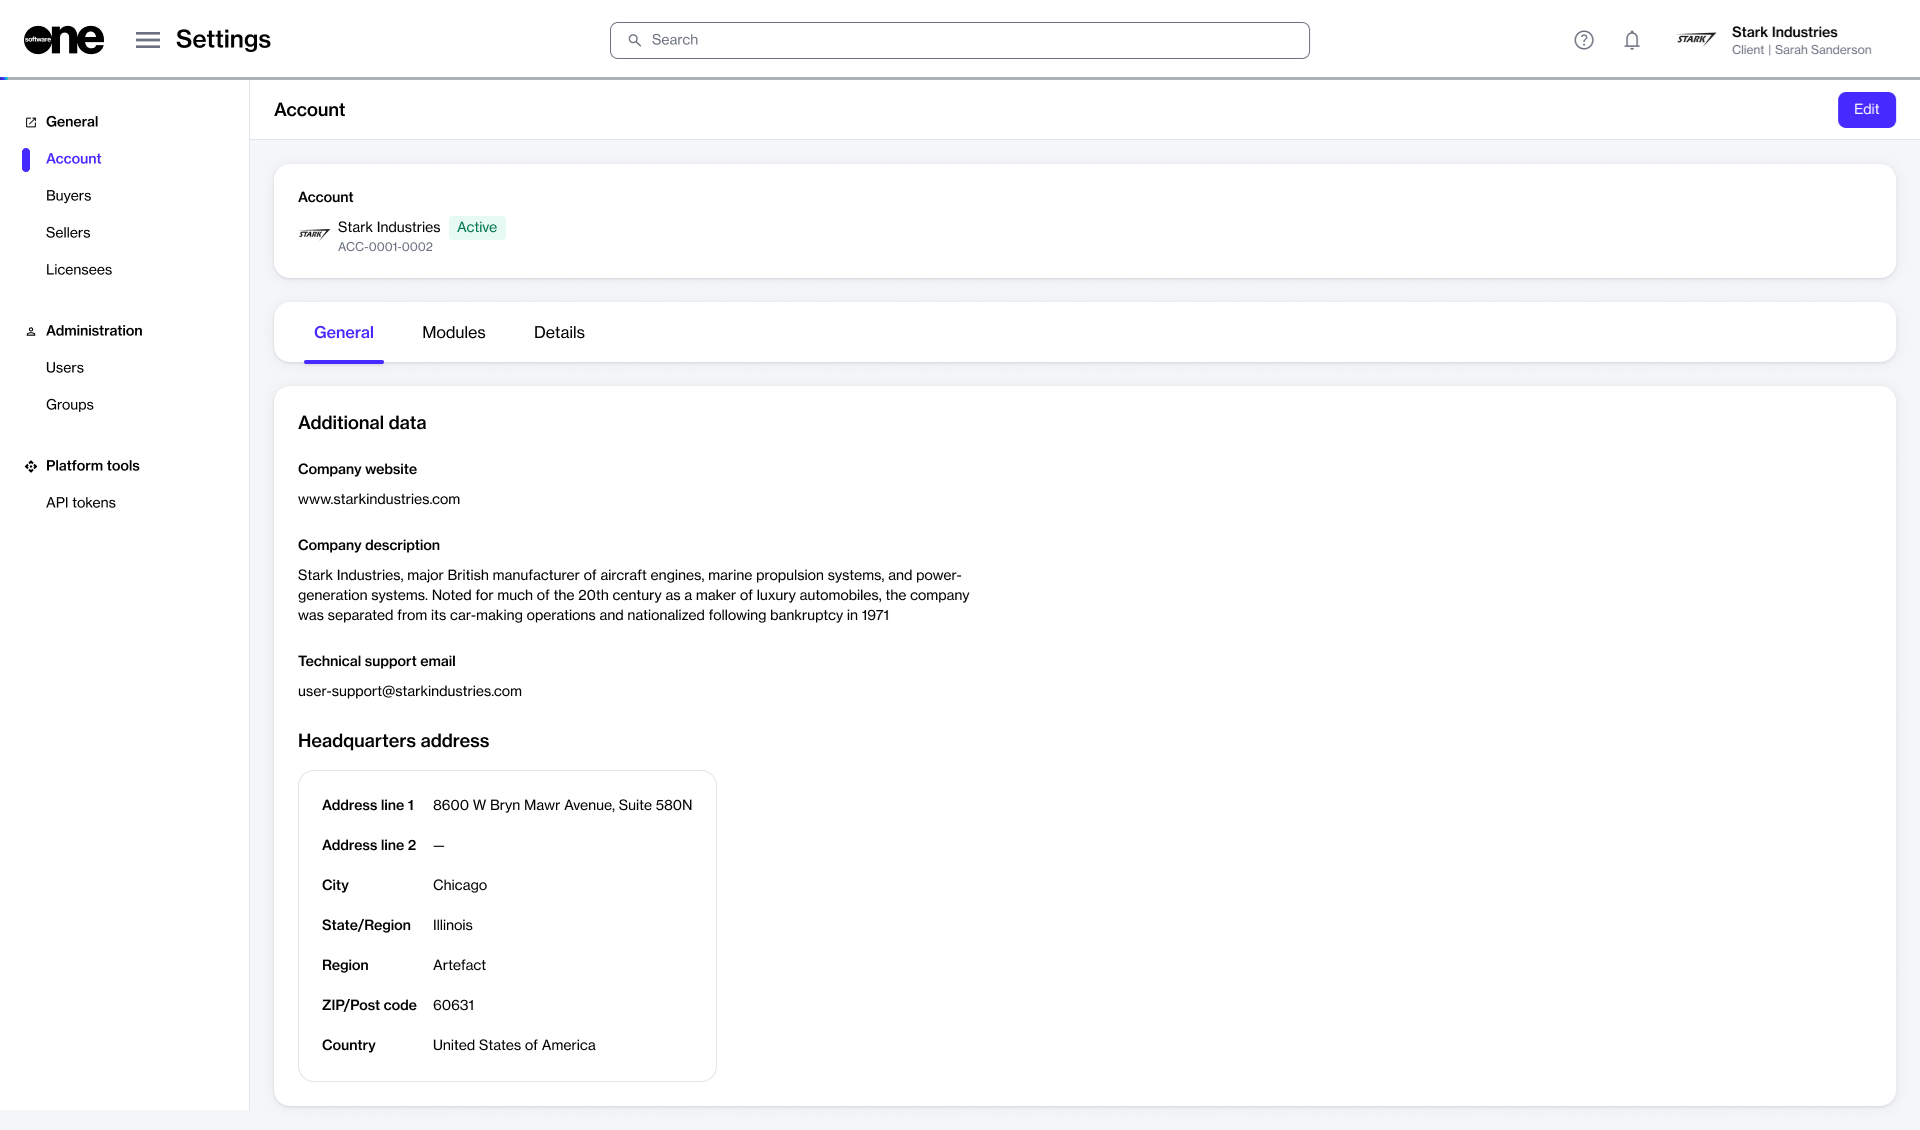 software one
Settings
Search
STARK
Stark Industries
Client | Sarah Sanderson
General
Account
Buyers
Sellers
Licensees
Administration
Users
Groups
Platform tools
API tokens
Account
Edit
Account
STARK
Stark Industries
Active
ACC-0001-0002
General
Modules
Details
Additional data
Company website
www.starkindustries.com
Company description
Stark Industries, major British manufacturer of aircraft engines, marine propulsion systems, and power-
generation systems. Noted for much of the 20th century as a maker of luxury automobiles, the company
was separated from its car-making operations and nationalized following bankruptcy in 1971
Technical support email
user-support@starkindustries.com
Headquarters address
Address line 1 8600 W Bryn Mawr Avenue, Suite 580N
Address line 2 —
City Chicago
State/Region Illinois
Region Artefact
ZIP/Post code 60631
Country United States of America